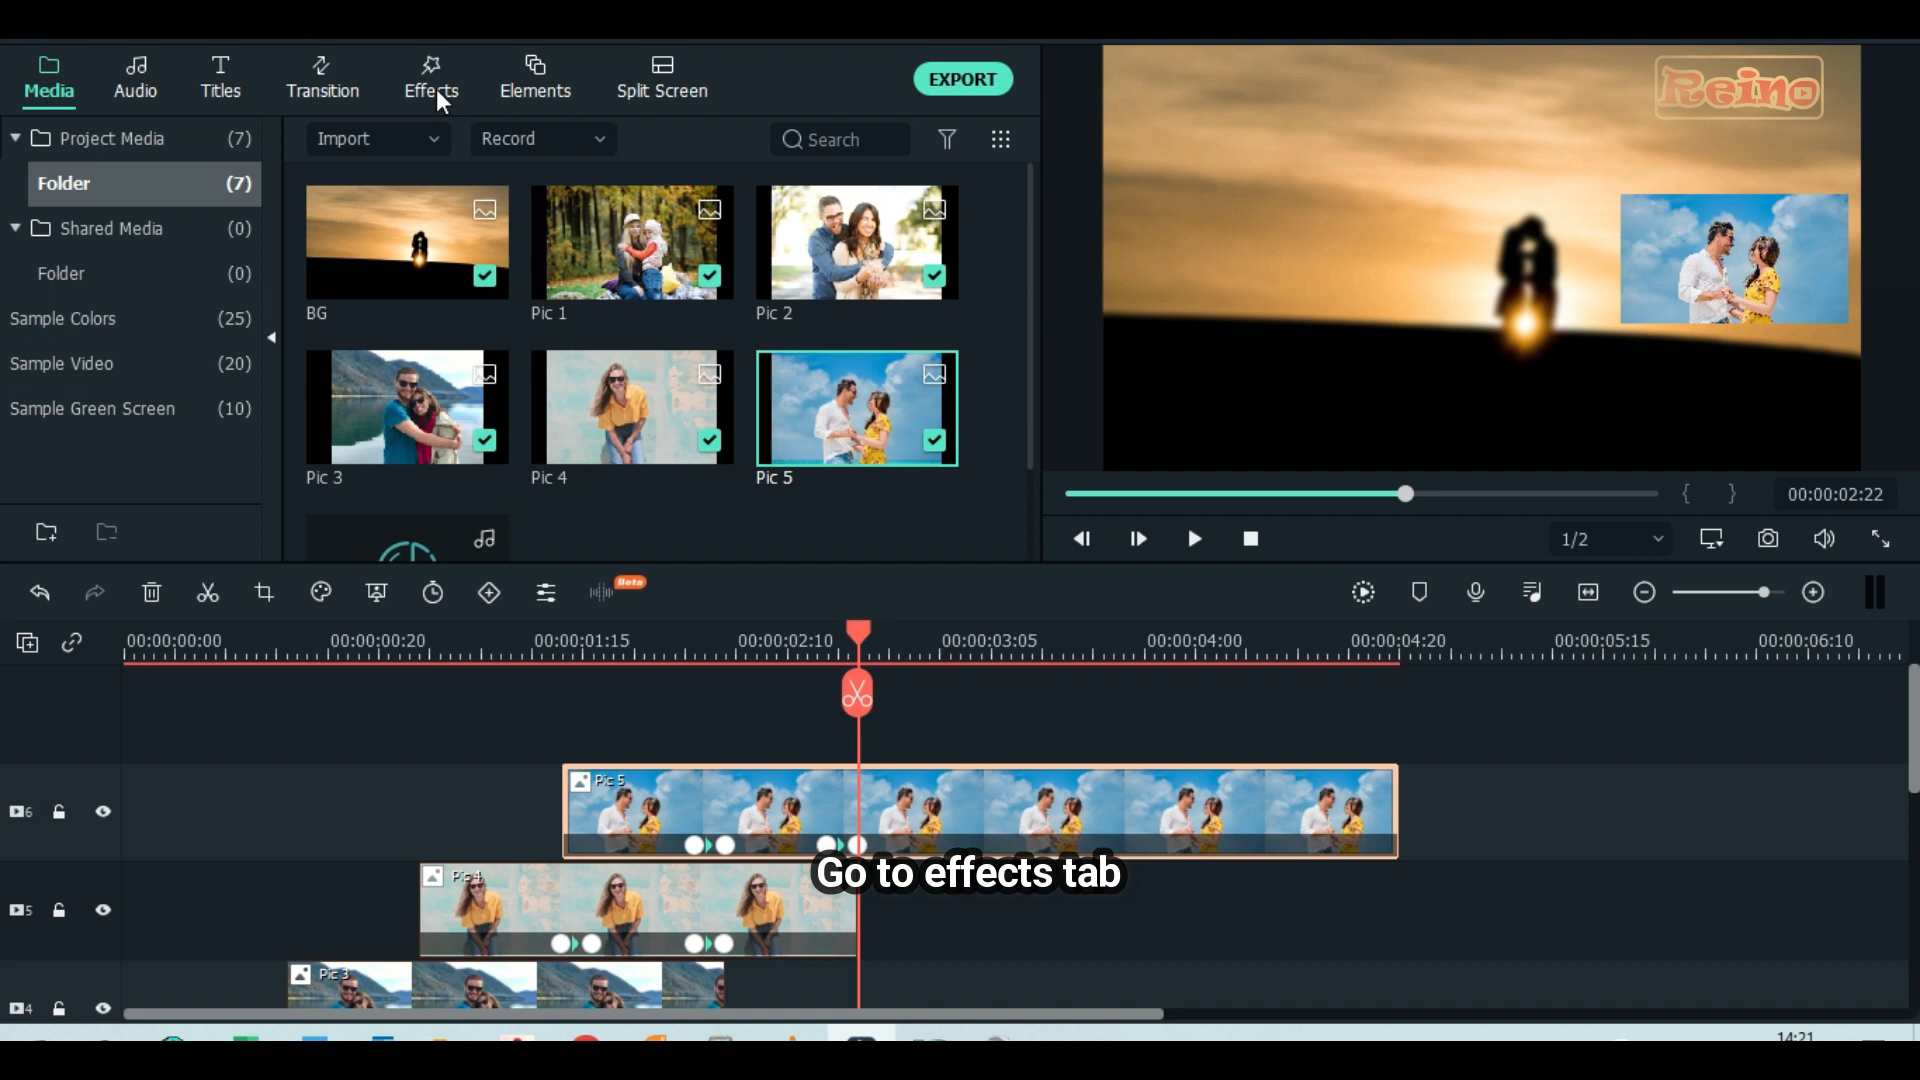 Media
Audio
Titles
Transition
Effects
Elements
Split Screen
EXPORT
Reino
Project Media (7)
Folder (7)
Shared Media (0)
Folder (0)
Sample Colors (25)
Sample Video (20)
Sample Green Screen (10)
Import
Record
Search
BG
Pic 1
Pic 2
Pic 3
Pic 4
Pic 5
00:00:02:22
1/2
Beta
00:00:00:00
00:00:00:20
00:00:01:15
00:00:02:10
00:00:03:05
00:00:04:00
00:00:04:20
00:00:05:15
00:00:06:10
6
Pic 5
Go to effects tab
5
Pic 4
4
Pic 3
14:21